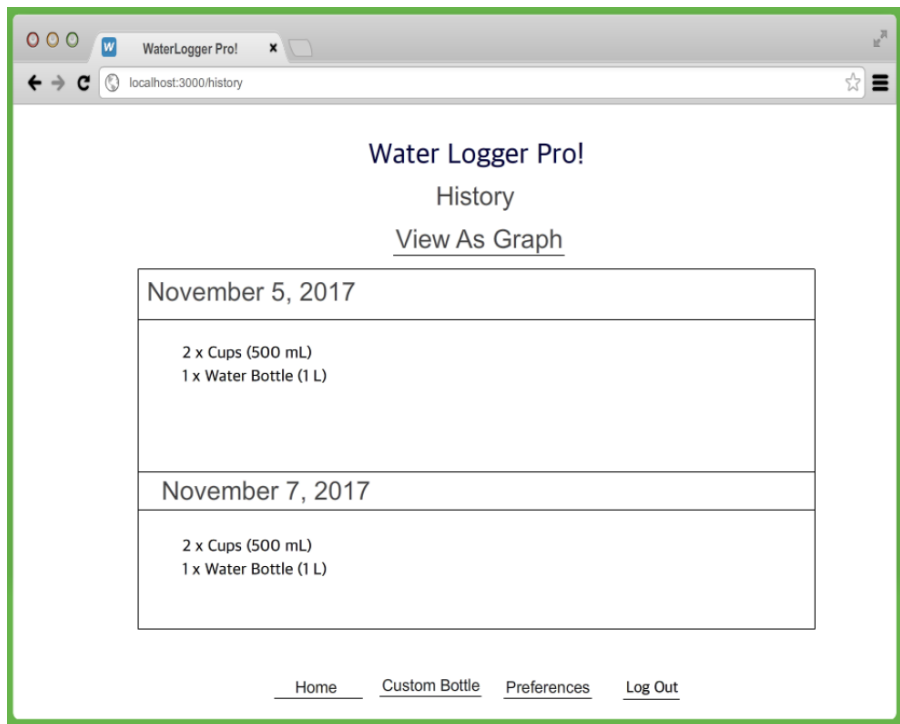 W WaterLogger Pro! x
localhost:3000/history
Water Logger Pro!
History
View As Graph
November 5, 2017
2 x Cups (500 mL)
1 x Water Bottle (1 L)
November 7, 2017
2 x Cups (500 mL)
1 x Water Bottle (1 L)
Home Custom Bottle Preferences Log Out